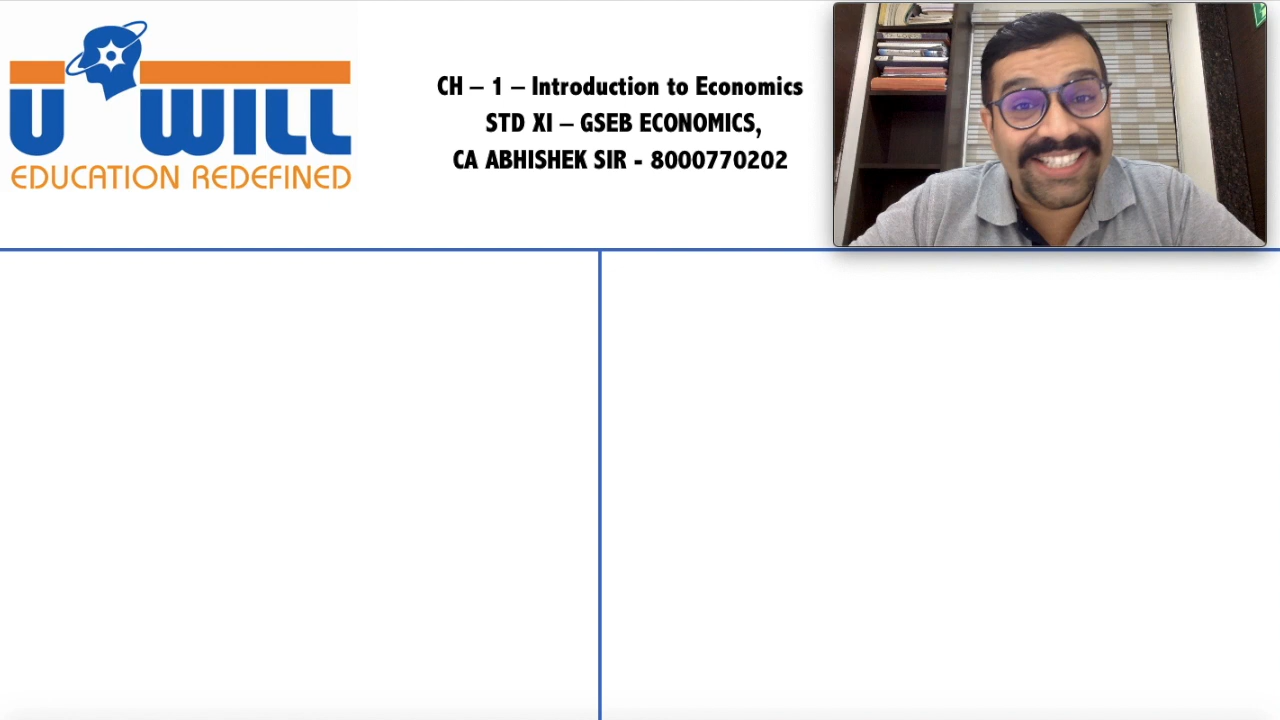 U WILL
EDUCATION REDEFINED
CH – 1 – Introduction to Economics
STD XI – GSEB ECONOMICS,
CA ABHISHEK SIR - 8000770202